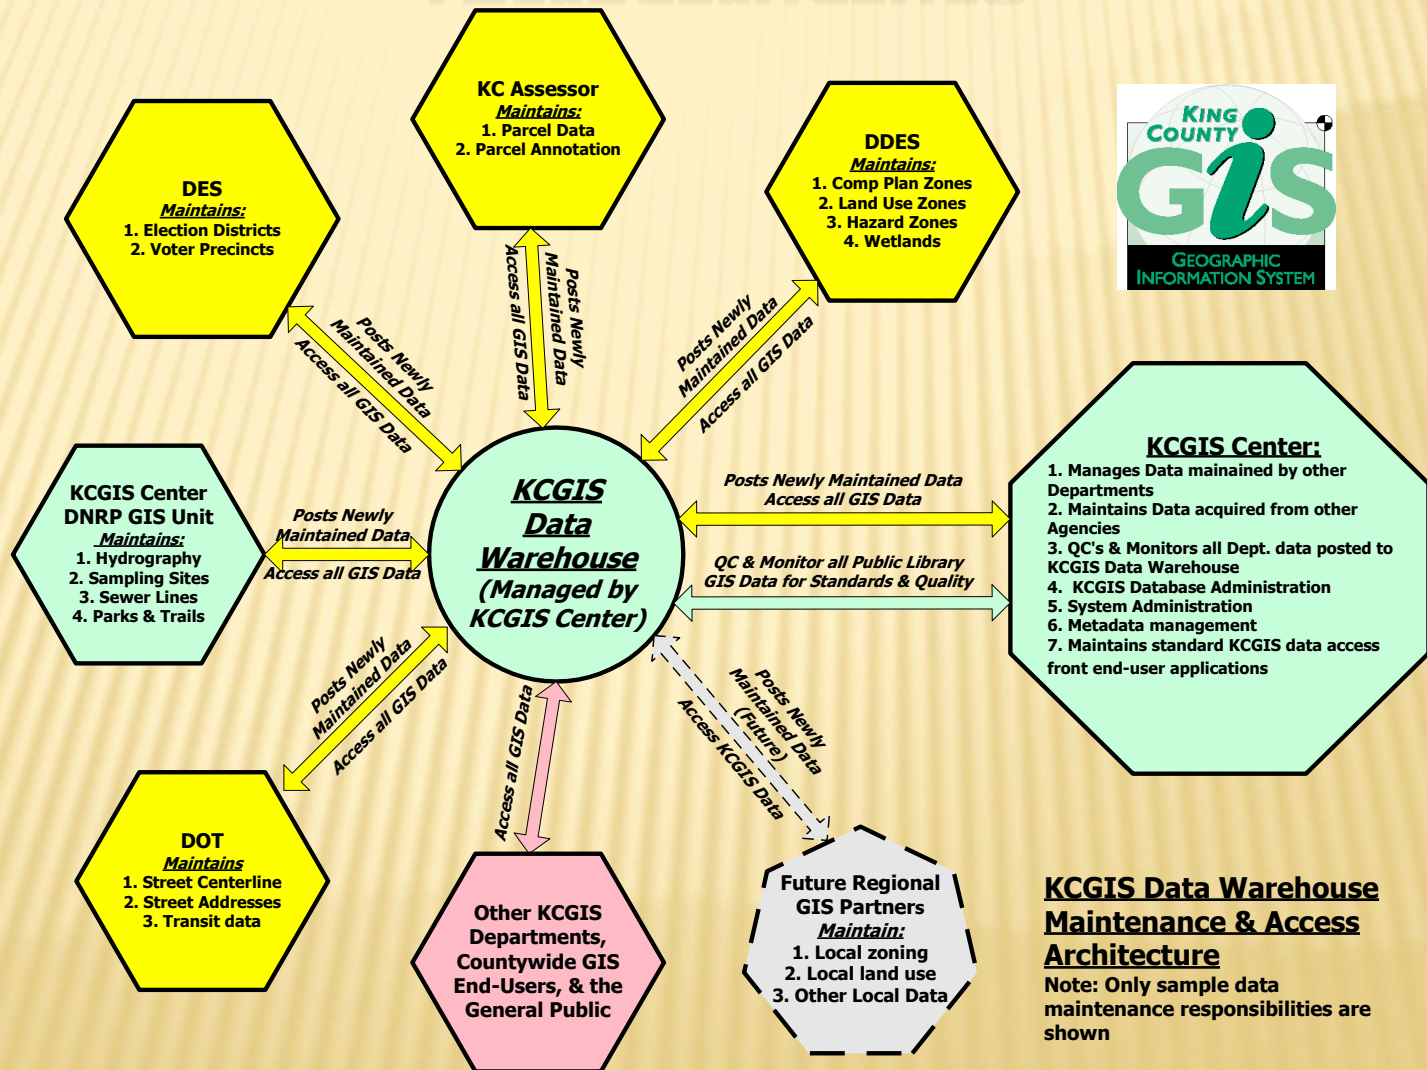 KC Assessor
Maintains:
1. Parcel Data
2. Parcel Annotation
DES
Maintains:
1. Election Districts
2. Voter Precincts
DDES
Maintains:
1. Comp Plan Zones
2. Land Use Zones
3. Hazard Zones
4. Wetlands
KING
COUNTY
GiS
GEOGRAPHIC
INFORMATION SYSTEM
Posts Newly
Maintained Data
Access all GIS Data
Access all GIS Data
Posts Newly
Maintained Data
Posts Newly
Maintained Data
Access all GIS Data
KCGIS Center
DNRP GIS Unit
Maintains:
1. Hydrography
2. Sampling Sites
3. Sewer Lines
4. Parks & Trails
Posts Newly
Maintained Data
Access all GIS Data
KCGIS
Data
Warehouse
(Managed by
KCGIS Center)
Posts Newly Maintained Data
Access all GIS Data
QC & Monitor all Public Library
GIS Data for Standards & Quality
KCGIS Center:
1. Manages Data mainained by other
Departments
2. Maintains Data acquired from other
Agencies
3. QC's & Monitors all Dept. data posted to
KCGIS Data Warehouse
4. KCGIS Database Administration
5. System Administration
6. Metadata management
7. Maintains standard KCGIS data access
front end-user applications
Posts Newly
Maintained Data
Access all GIS Data
Access all GIS Data
Posts Newly
Maintained Data
(Future)
Access KCGIS Data
DOT
Maintains
1. Street Centerline
2. Street Addresses
3. Transit data
Other KCGIS
Departments,
Countywide GIS
End-Users, & the
General Public
Future Regional
GIS Partners
Maintain:
1. Local zoning
2. Local land use
3. Other Local Data
KCGIS Data Warehouse
Maintenance & Access
Architecture
Note: Only sample data
maintenance responsibilities are
shown